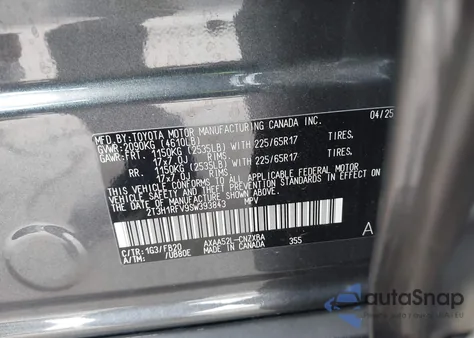 MFD.BY:TOYOTA MOTOR MANUFACTURING CANADA INC. 04/25
GVWR:2090KG (4610LB)
GAWR:FRT. 1150KG (2535LB) WITH 225/65R17 TIRES,
17X7.0J RIMS
RR. 1150KG (2535LB) WITH 225/65R17 TIRES,
17X7.0J RIMS
THIS VEHICLE CONFORMS TO ALL APPLICABLE FEDERAL MOTOR
VEHICLE SAFETY AND THEFT PREVENTION STANDARDS IN EFFECT
ON THE DATE OF MANUFACTURE SHOWN ABOVE.
2T3H1RFV9SW393843 MPV
A
C/TR:1G3/FB20 AXAA52L-CNZXBA 355
A/TM: /UB80E MADE IN CANADA
autoSnap